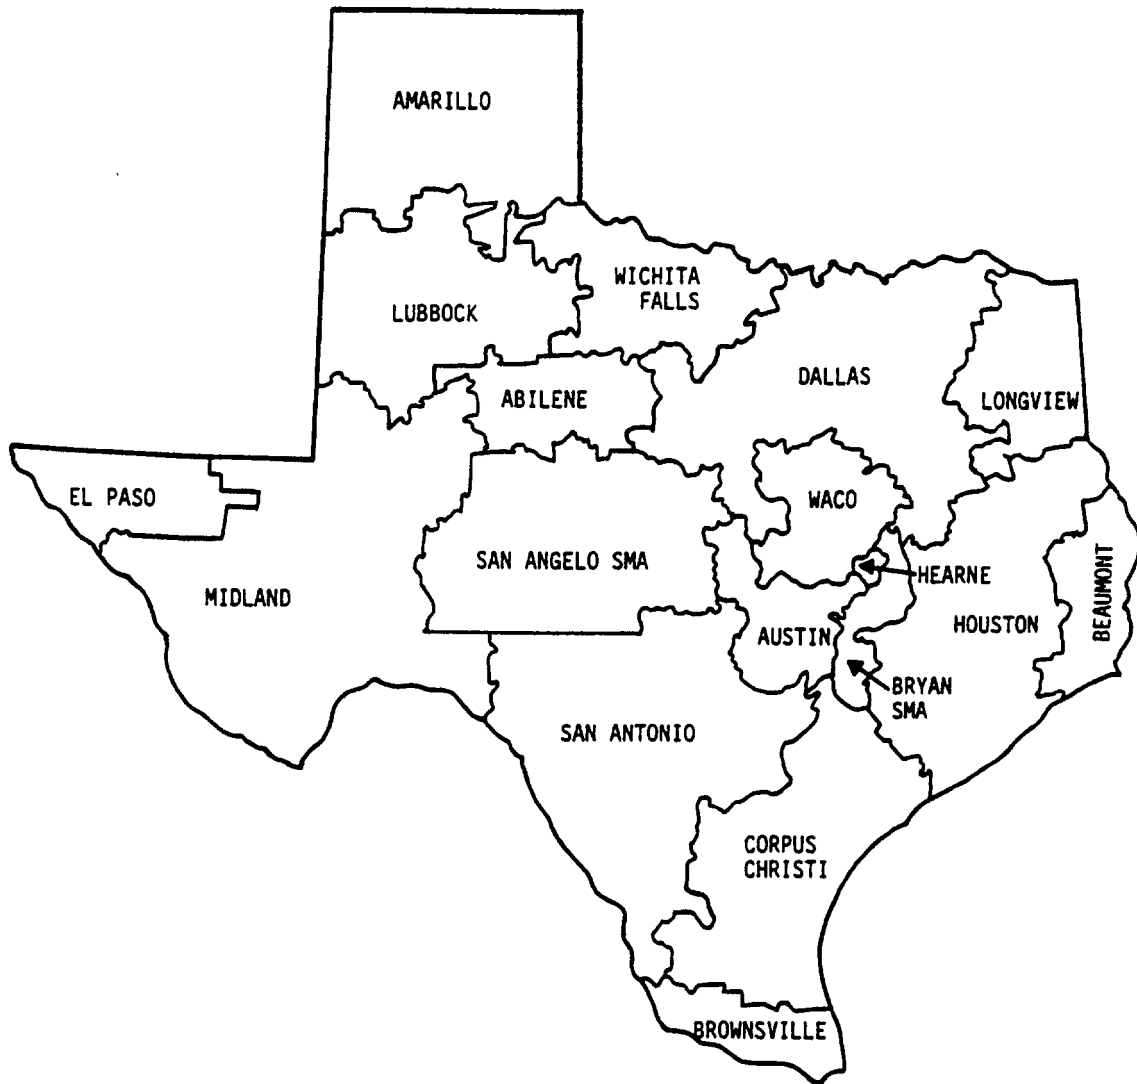 AMARILLO
WICHITA
FALLS
LUBBOCK
DALLAS
ABILENE
LONGVIEW
EL PASO
WACO
SAN ANGELO SMA
HEARNE
MIDLAND
HOUSTON
BEAUMONT
AUSTIN
BRYAN
SMA
SAN ANTONIO
CORPUS
CHRISTI
BROWNSVILLE